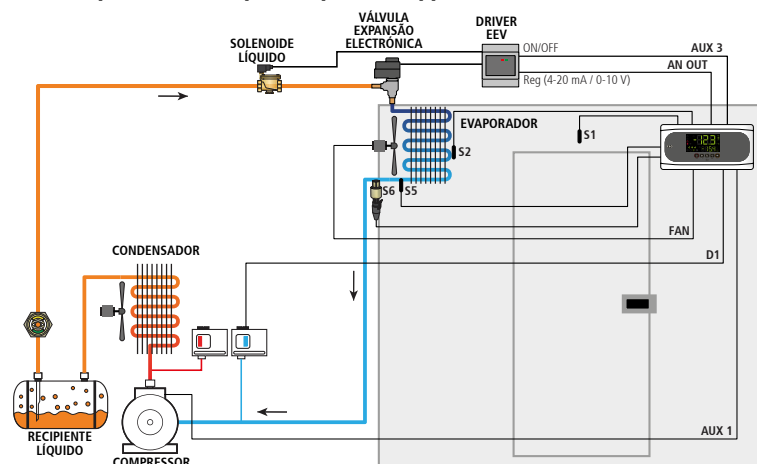 VÁLVULA
EXPANSÃO
ELECTRÓNICA
DRIVER
EEV
SOLENOIDE
LÍQUIDO
ON/OFF
AUX 3
AN OUT
Reg (4-20 mA / 0-10 V)
EVAPORADOR
S1
S2
S6
S5
FAN
D1
CONDENSADOR
RECIPIENTE
LÍQUIDO
COMPRESSOR
AUX 1